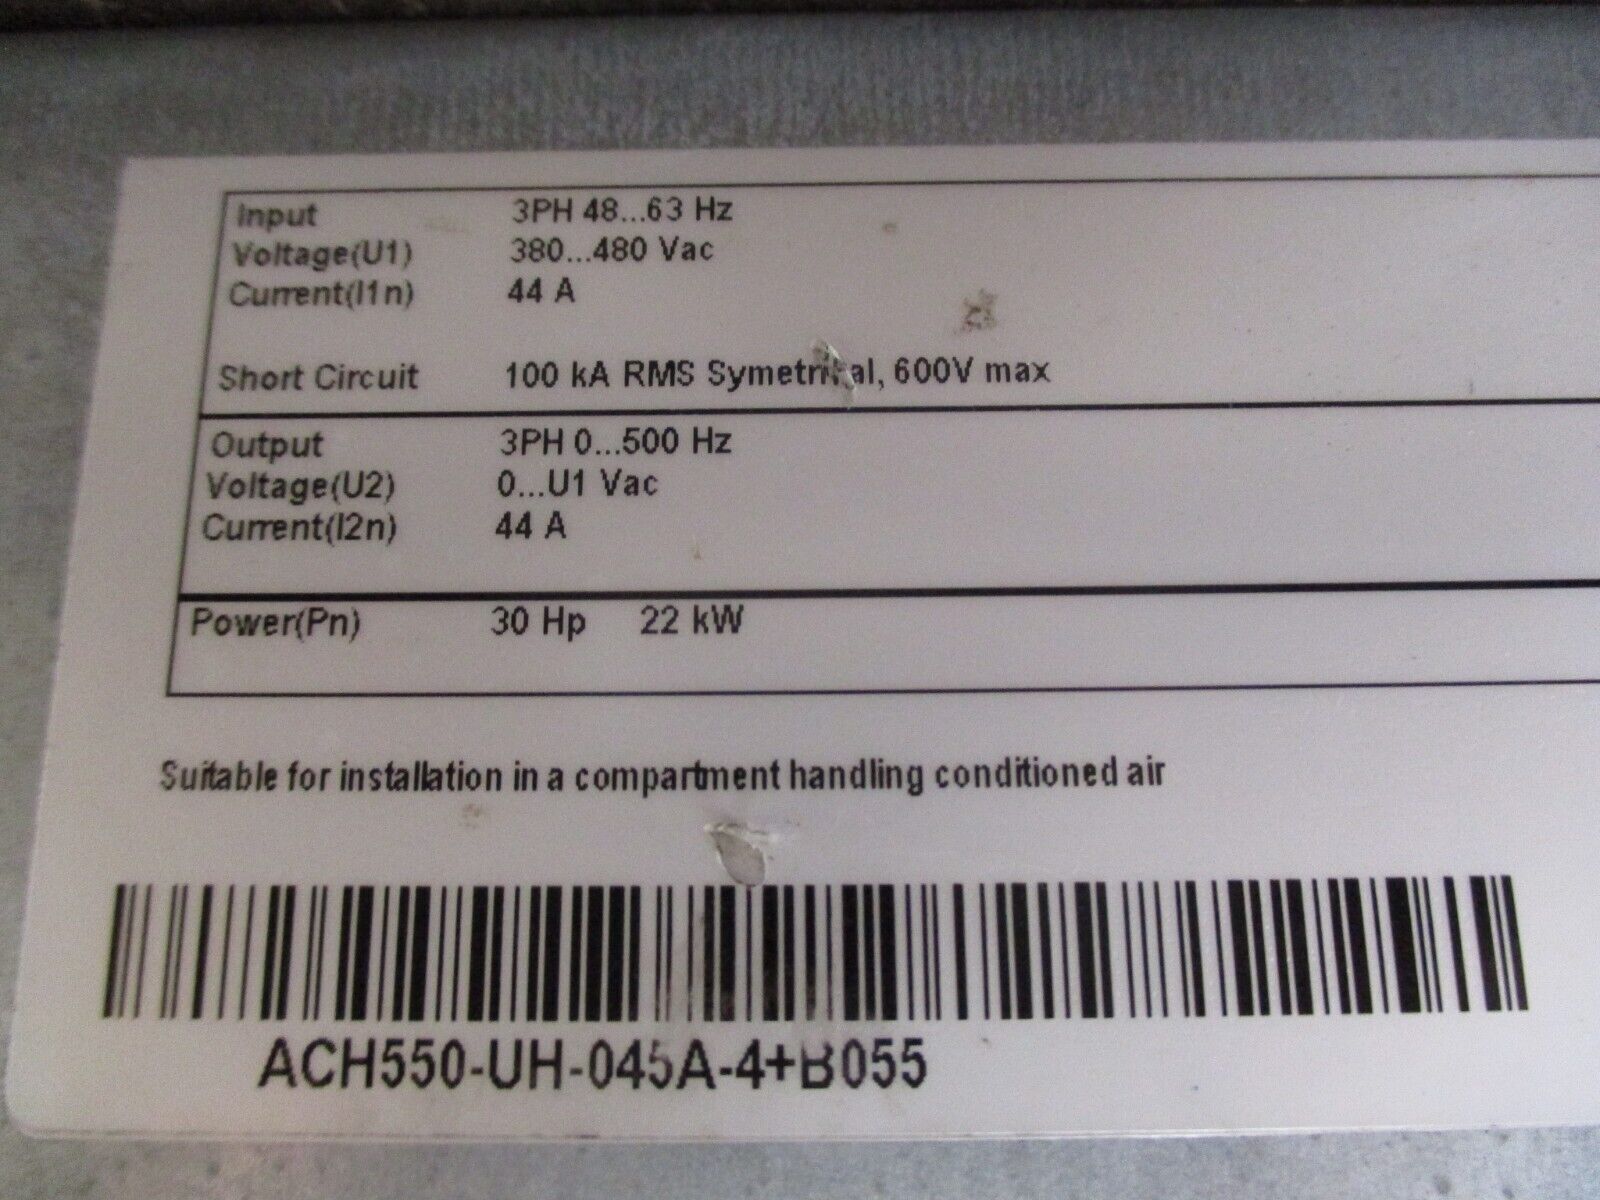 Input 3PH 48...63 Hz
Voltage(U1) 380...480 Vac
Current(I1n) 44 A
Short Circuit 100 kA RMS Symetrical, 600V max
Output 3PH 0...500 Hz
Voltage(U2) 0...U1 Vac
Current(I2n) 44 A
Power(Pn) 30 Hp 22 kW
Suitable for installation in a compartment handling conditioned air
ACH550-UH-045A-4+B055